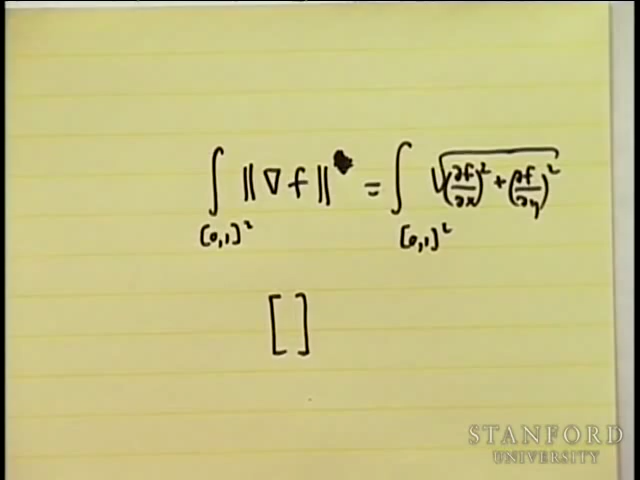 ∫ ‖∇f‖ = ∫ √((∂f/∂x)² + (∂f/∂y)²)
[0,1]² [0,1]²
[ ]
STANFORD
UNIVERSITY